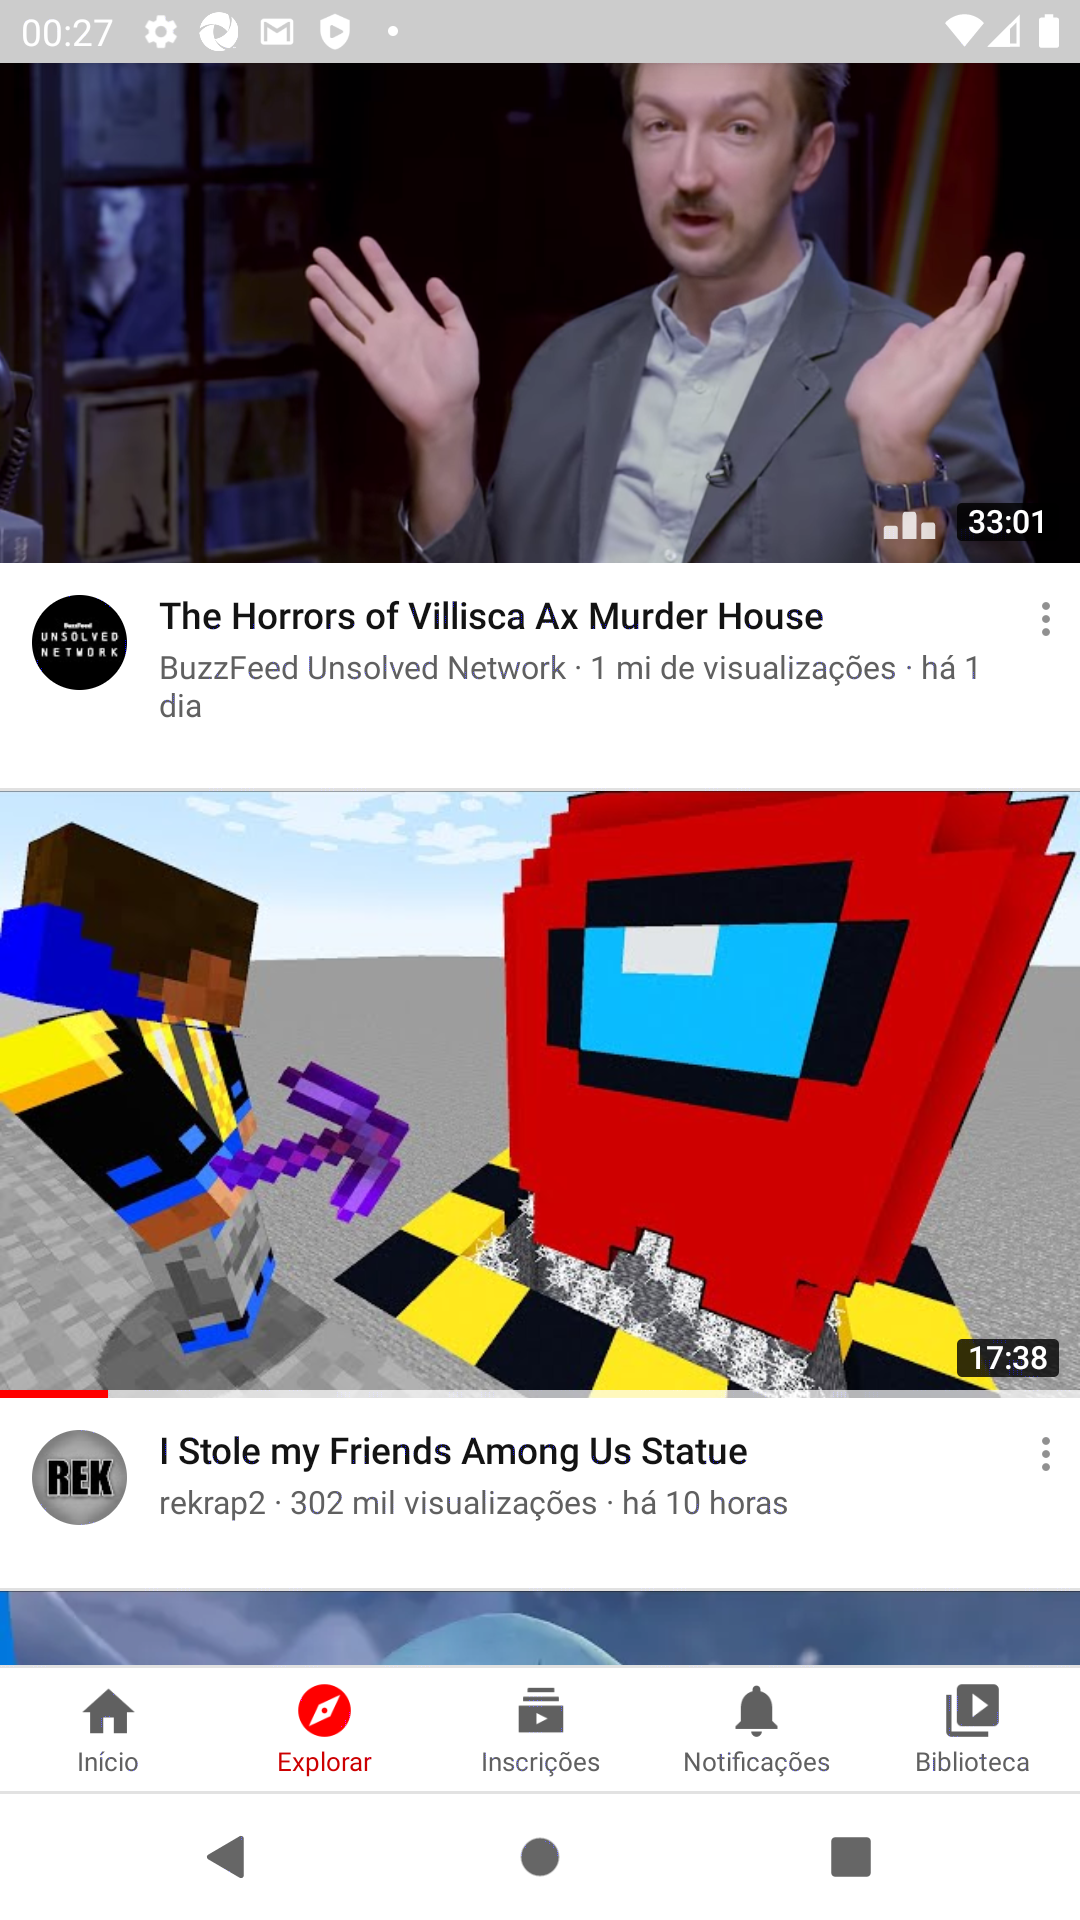 00:27
33:01
BuzzFeed
UNSOLVED
NETWORK
The Horrors of Villisca Ax Murder House
BuzzFeed Unsolved Network · 1 mi de visualizações · há 1
dia
17:38
REK
I Stole my Friends Among Us Statue
rekrap2 · 302 mil visualizações · há 10 horas
Início
Explorar
Inscrições
Notificações
Biblioteca